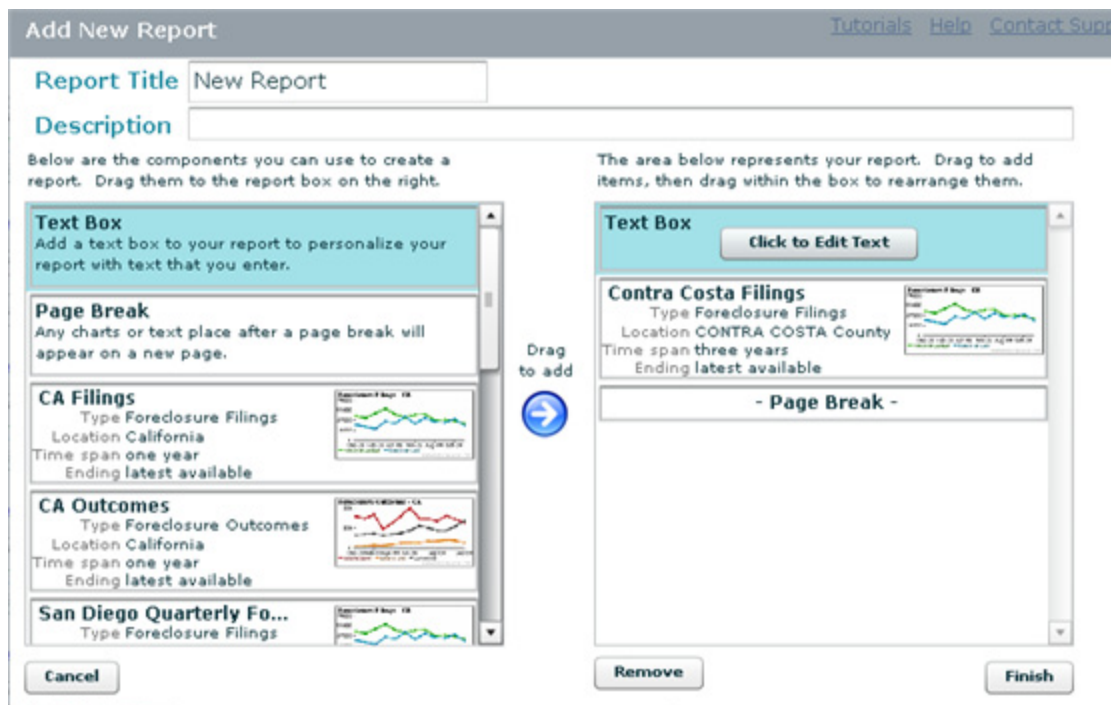 Add New Report
Tutorials Help Contact Supp
Report Title New Report
Description
Below are the components you can use to create a
report. Drag them to the report box on the right.
Text Box
Add a text box to your report to personalize your
report with text that you enter.
Page Break
Any charts or text place after a page break will
appear on a new page.
CA Filings
Type Foreclosure Filings
Location California
Time span one year
Ending latest available
CA Outcomes
Type Foreclosure Outcomes
Location California
Time span one year
Ending latest available
San Diego Quarterly Fo...
Type Foreclosure Filings
Cancel
Drag
to add
The area below represents your report. Drag to add
items, then drag within the box to rearrange them.
Text Box
Click to Edit Text
Contra Costa Filings
Type Foreclosure Filings
Location CONTRA COSTA County
Time span three years
Ending latest available
- Page Break -
Remove
Finish